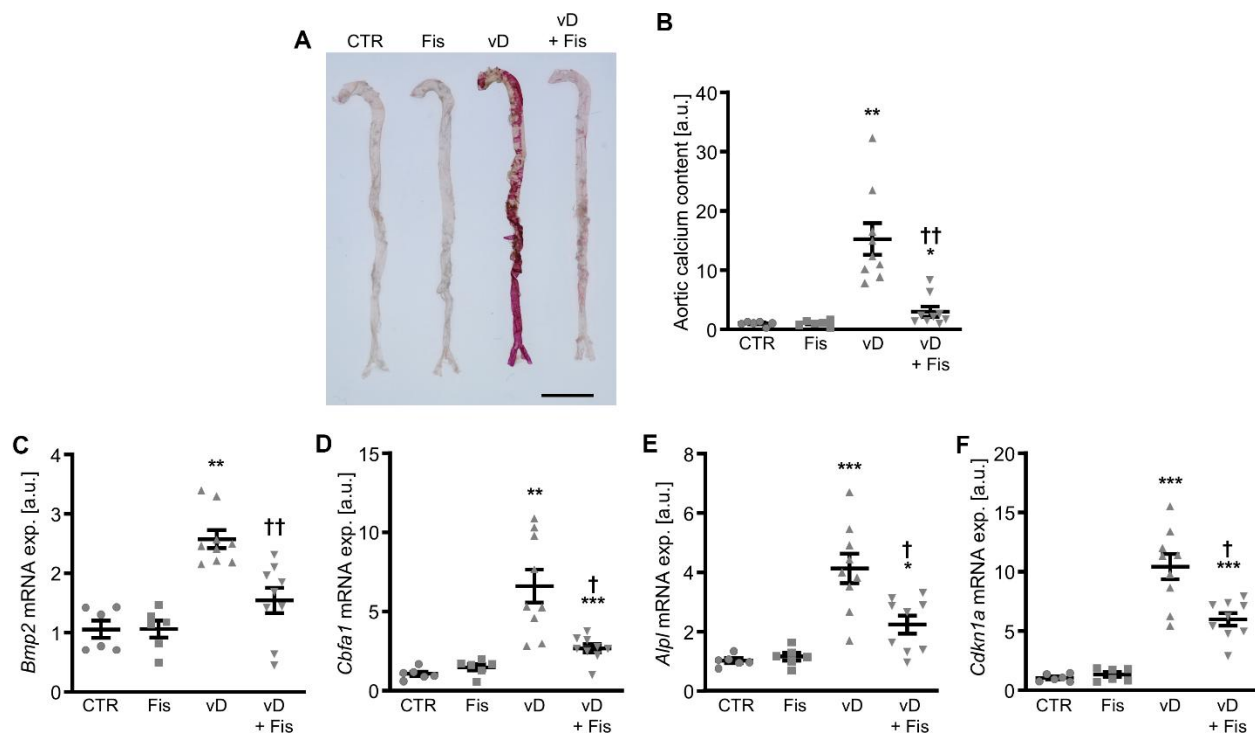 A
CTR
Fis
vD
vD
+ Fis
B
Aortic calcium content [a.u.]
40
30
20
10
0
**
††
*
CTR
Fis
vD
vD
+ Fis
C
Bmp2 mRNA exp. [a.u.]
4
3
2
1
0
**
††
CTR
Fis
vD
vD
+ Fis
D
Cbfa1 mRNA exp. [a.u.]
15
10
5
0
**
†
***
CTR
Fis
vD
vD
+ Fis
E
Alpl mRNA exp. [a.u.]
8
6
4
2
0
***
†
*
CTR
Fis
vD
vD
+ Fis
F
Cdkn1a mRNA exp. [a.u.]
20
15
10
5
0
***
†
***
CTR
Fis
vD
vD
+ Fis